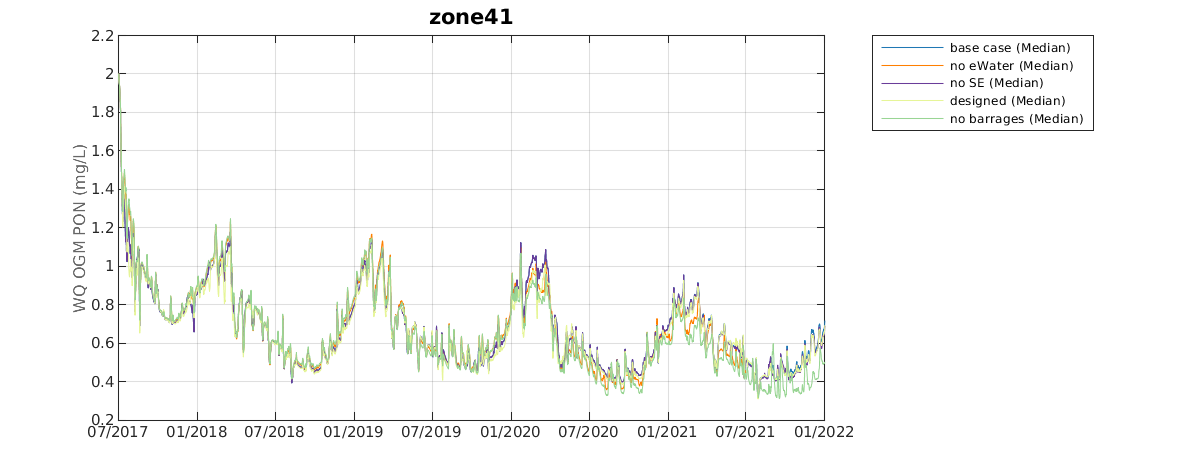 zone41
WQ OGM PON (mg/L)
2.2
2
1.8
1.6
1.4
1.2
1
0.8
0.6
0.4
0.2
07/2017 01/2018 07/2018 01/2019 07/2019 01/2020 07/2020 01/2021 07/2021 01/2022
base case (Median)
no eWater (Median)
no SE (Median)
designed (Median)
no barrages (Median)